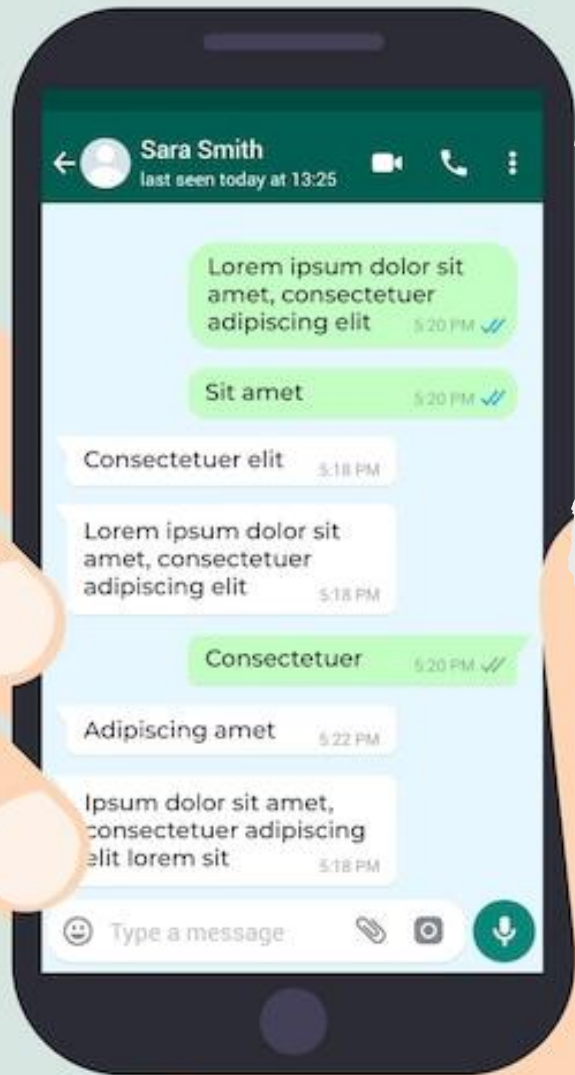 Sara Smith
last seen today at 13:25
Lorem ipsum dolor sit
amet, consectetuer
adipiscing elit 5:20 PM
Sit amet 5:20 PM
Consectetuer elit 5:18 PM
Lorem ipsum dolor sit
amet, consectetuer
adipiscing elit 5:18 PM
Consectetuer 5:20 PM
Adipiscing amet 5:22 PM
Ipsum dolor sit amet,
consectetuer adipiscing
elit lorem sit 5:18 PM
Type a message